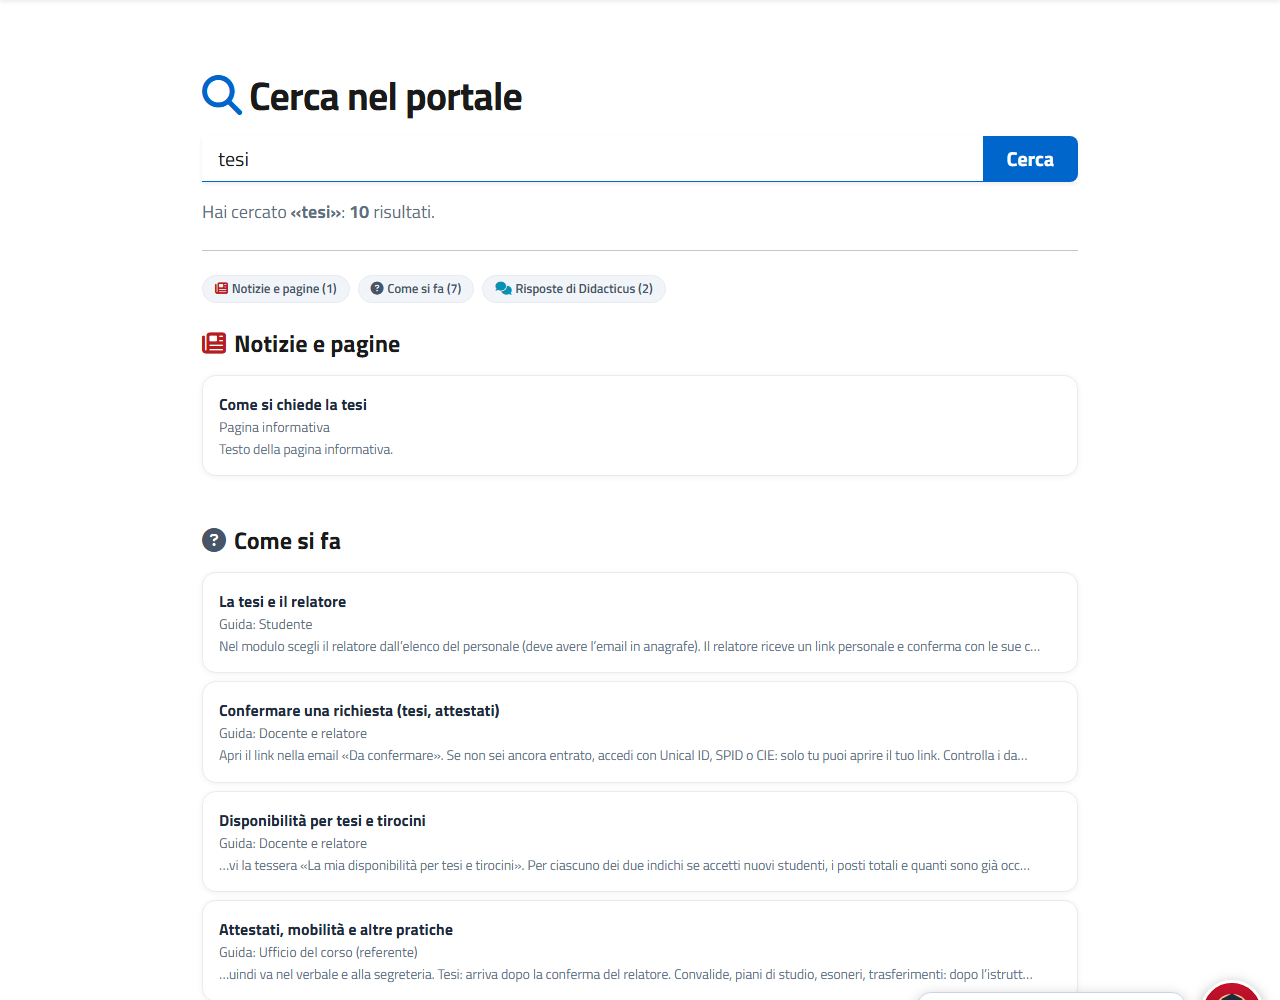 Cerca nel portale
tesi
Cerca
Hai cercato «tesi»: 10 risultati.
Notizie e pagine (1)
Come si fa (7)
Risposte di Didacticus (2)
Notizie e pagine
Come si chiede la tesi
Pagina informativa
Testo della pagina informativa.
Come si fa
La tesi e il relatore
Guida: Studente
Nel modulo scegli il relatore dall’elenco del personale (deve avere l’email in anagrafe). Il relatore riceve un link personale e conferma con le sue c…
Confermare una richiesta (tesi, attestati)
Guida: Docente e relatore
Apri il link nella email «Da confermare». Se non sei ancora entrato, accedi con Unical ID, SPID o CIE: solo tu puoi aprire il tuo link. Controlla i da…
Disponibilità per tesi e tirocini
Guida: Docente e relatore
…vi la tessera «La mia disponibilità per tesi e tirocini». Per ciascuno dei due indichi se accetti nuovi studenti, i posti totali e quanti sono già occ…
Attestati, mobilità e altre pratiche
Guida: Ufficio del corso (referente)
…uindi va nel verbale e alla segreteria. Tesi: arriva dopo la conferma del relatore. Convalide, piani di studio, esoneri, trasferimenti: dopo l’istrutt…